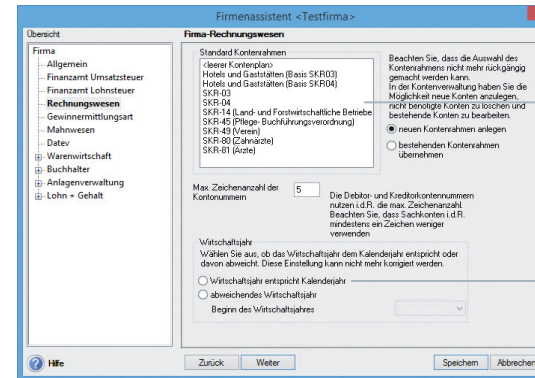 Firmenassistent <Testfirma>
Übersicht
Firma
Allgemein
Finanzamt Umsatzsteuer
Finanzamt Lohnsteuer
Rechnungswesen
Gewinnermittlungsart
Mahnwesen
Datev
Warenwirtschaft
Buchhalter
Anlagenverwaltung
Lohn + Gehalt
Firma-Rechnungswesen
Standard Kontenrahmen
<leerer Kontenplan>
Hotels und Gaststätten (Basis SKR03)
Hotels und Gaststätten (Basis SKR04)
SKR-03
SKR-04
SKR-14 (Land- und Forstwirtschaftliche Betriebe
SKR-45 (Pflege- Buchführungsverordnung)
SKR-49 (Verein)
SKR-80 (Zahnärzte)
SKR-81 (Ärzte)
Beachten Sie, dass die Auswahl des
Kontenrahmens nicht mehr rückgängig
gemacht werden kann.
In der Kontenverwaltung haben Sie die
Möglichkeit neue Konten anzulegen,
nicht benötigte Konten zu löschen und
bestehende Konten zu bearbeiten.
neuen Kontenrahmen anlegen
bestehenden Kontenrahmen
übernehmen
Max. Zeichenanzahl der
Kontonummern
5
Die Debitor- und Kreditorkontennummern
nutzen i.d.R. die max. Zeichenanzahl.
Beachten Sie, dass Sachkonten i.d.R.
mindestens ein Zeichen weniger
verwenden
Wirtschaftsjahr
Wählen Sie aus, ob das Wirtschaftsjahr dem Kalenderjahr entspricht oder
davon abweicht. Diese Einstellung kann nicht mehr korrigiert werden.
Wirtschaftsjahr entspricht Kalenderjahr
abweichendes Wirtschaftsjahr
Beginn des Wirtschaftsjahres
Hilfe
Zurück
Weiter
Speichern
Abbrechen